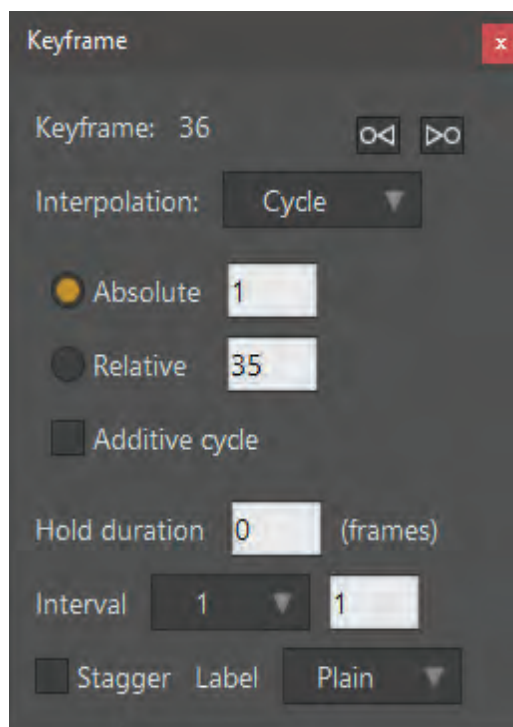 Keyframe x
Keyframe: 36
Interpolation: Cycle
Absolute 1
Relative 35
Additive cycle
Hold duration 0 (frames)
Interval 1 1
Stagger Label Plain